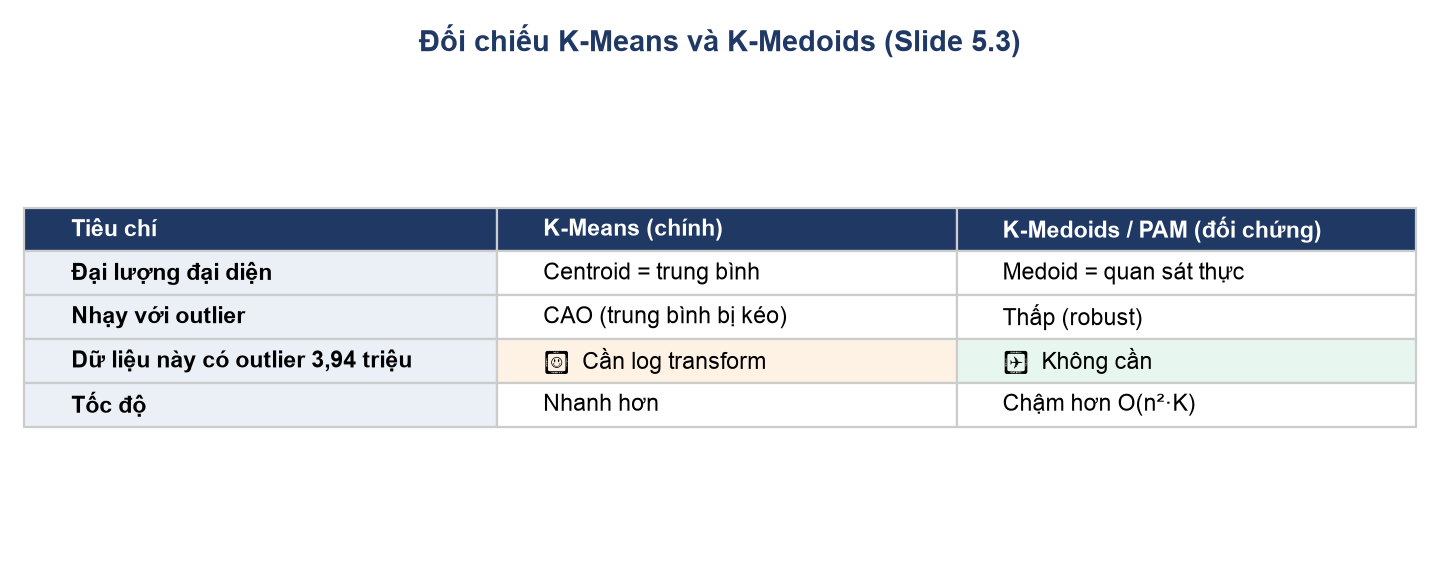 Đối chiếu K-Means và K-Medoids (Slide 5.3)
Tiêu chí
K-Means (chính)
K-Medoids / PAM (đối chứng)
Đại lượng đại diện
Centroid = trung bình
Medoid = quan sát thực
Nhạy với outlier
CAO (trung bình bị kéo)
Thấp (robust)
Dữ liệu này có outlier 3,94 triệu
Cần log transform
Không cần
Tốc độ
Nhanh hơn
Chậm hơn O(n²·K)